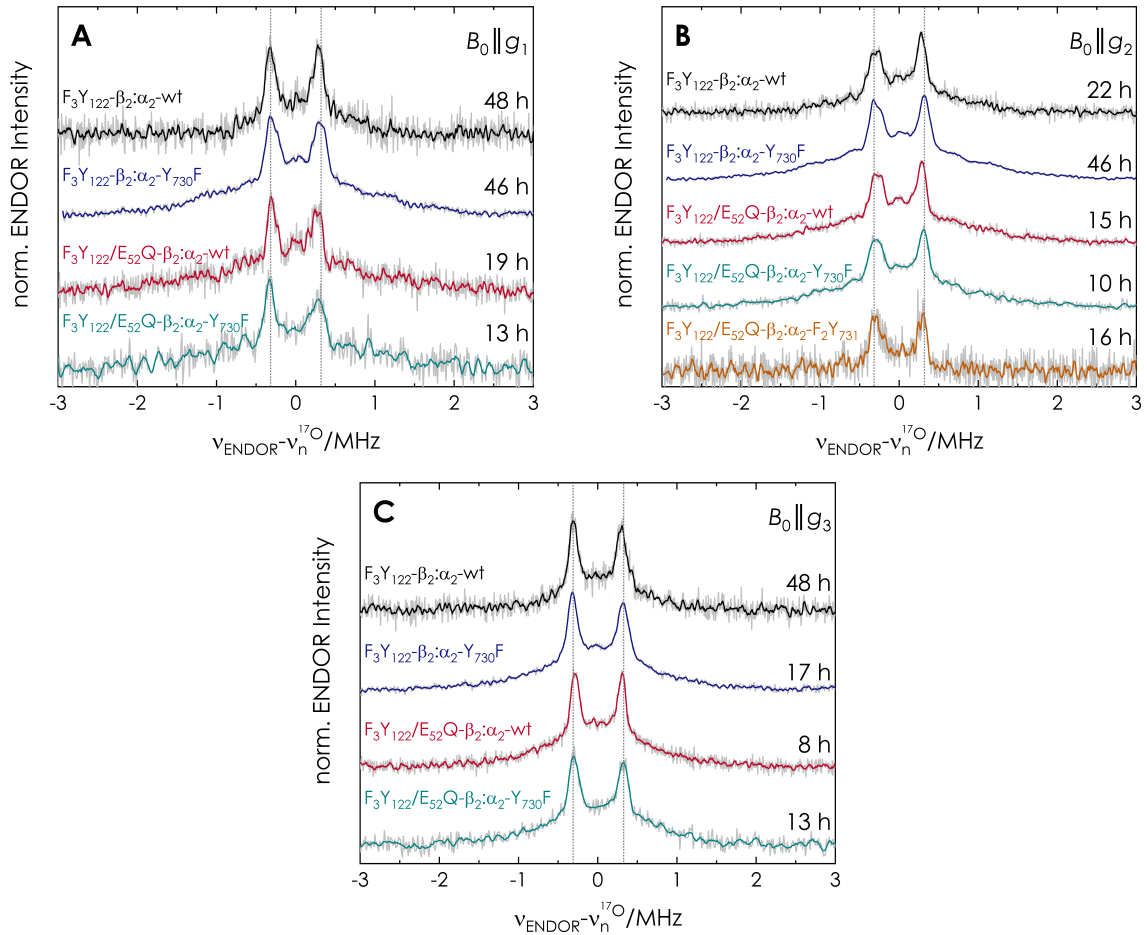 A
B₀∥g₁
F₃Y₁₂₂-β₂:α₂-wt
48 h
F₃Y₁₂₂-β₂:α₂-Y₇₃₀F
46 h
F₃Y₁₂₂/E₅₂Q-β₂:α₂-wt
19 h
F₃Y₁₂₂/E₅₂Q-β₂:α₂-Y₇₃₀F
13 h
norm. ENDOR Intensity
-3 -2 -1 0 1 2 3
ν_ENDOR-ν_n^17O/MHz
B
B₀∥g₂
F₃Y₁₂₂-β₂:α₂-wt
22 h
F₃Y₁₂₂-β₂:α₂-Y₇₃₀F
46 h
F₃Y₁₂₂/E₅₂Q-β₂:α₂-wt
15 h
F₃Y₁₂₂/E₅₂Q-β₂:α₂-Y₇₃₀F
10 h
F₃Y₁₂₂/E₅₂Q-β₂:α₂-F₂Y₇₃₁
16 h
norm. ENDOR Intensity
-3 -2 -1 0 1 2 3
ν_ENDOR-ν_n^17O/MHz
C
B₀∥g₃
F₃Y₁₂₂-β₂:α₂-wt
48 h
F₃Y₁₂₂-β₂:α₂-Y₇₃₀F
17 h
F₃Y₁₂₂/E₅₂Q-β₂:α₂-wt
8 h
F₃Y₁₂₂/E₅₂Q-β₂:α₂-Y₇₃₀F
13 h
norm. ENDOR Intensity
-3 -2 -1 0 1 2 3
ν_ENDOR-ν_n^17O/MHz